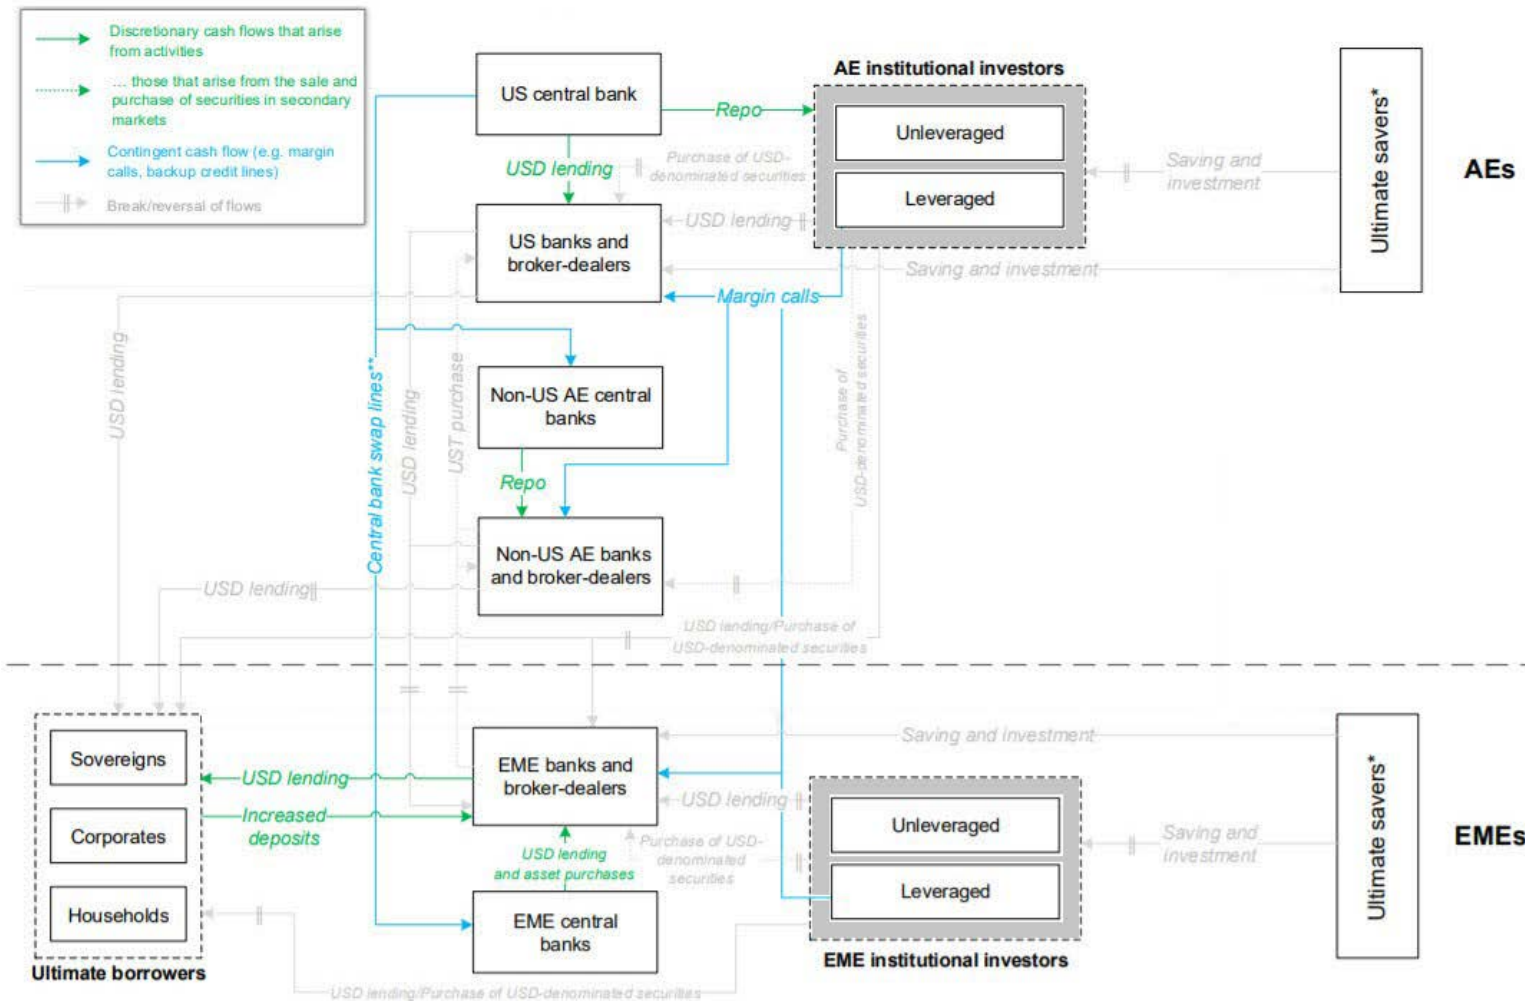 Discretionary cash flows that arise
from activities
... those that arise from the sale and
purchase of securities in secondary
markets
Contingent cash flow (e.g. margin
calls, backup credit lines)
Break/reversal of flows
US central bank
Repo
AE institutional investors
Unleveraged
Leveraged
Ultimate savers*
AEs
USD lending
Purchase of USD-
denominated securities
USD lending
Saving and
investment
US banks and
broker-dealers
Saving and investment
Margin calls
USD lending
Central bank swap lines**
USD lending
UST purchase
Purchase of
USD-denominated securities
Non-US AE central
banks
Repo
Non-US AE banks
and broker-dealers
USD lending
USD lending/Purchase of
USD-denominated securities
Sovereigns
Corporates
Households
Ultimate borrowers
USD lending
Increased
deposits
EME banks and
broker-dealers
Saving and investment
USD lending
Purchase of USD-
denominated
securities
USD lending
and asset purchases
EME central
banks
Unleveraged
Leveraged
EME institutional investors
Saving and
investment
Ultimate savers*
EMEs
USD lending/Purchase of USD-denominated securities